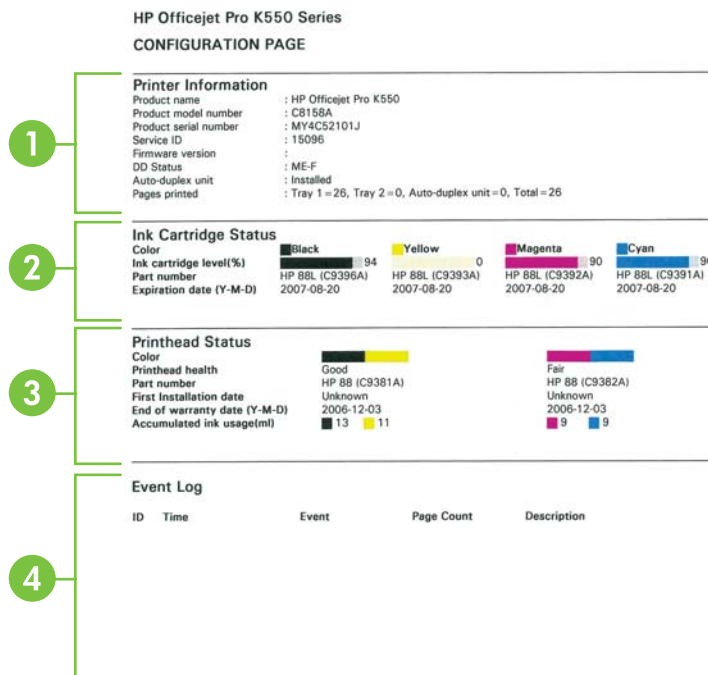 HP Officejet Pro K550 Series
CONFIGURATION PAGE
1
Printer Information
Product name : HP Officejet Pro K550
Product model number : C8158A
Product serial number : MY4C52101J
Service ID : 15096
Firmware version :
DD Status : ME-F
Auto-duplex unit : Installed
Pages printed : Tray 1=26, Tray 2=0, Auto-duplex unit=0, Total=26
2
Ink Cartridge Status
Color Black Yellow Magenta Cyan
Ink cartridge level(%) 94 0 90
Part number HP 88L (C9396A) HP 88L (C9393A) HP 88L (C9392A) HP 88L (C9391A)
Expiration date (Y-M-D) 2007-08-20 2007-08-20 2007-08-20 2007-08-20
3
Printhead Status
Color
Printhead health Good Fair
Part number HP 88 (C9381A) HP 88 (C9382A)
First Installation date Unknown Unknown
End of warranty date (Y-M-D) 2006-12-03 2006-12-03
Accumulated ink usage(ml) 13 11 9 9
4
Event Log
ID Time Event Page Count Description